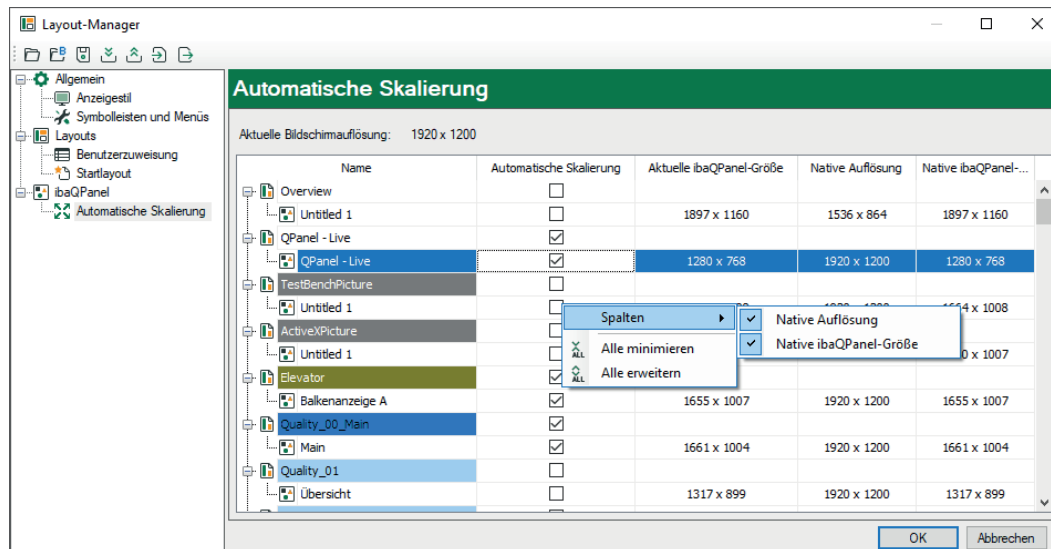 Layout-Manager
Allgemein
Anzeigestil
Symbolleisten und Menüs
Layouts
Benutzerzuweisung
Startlayout
ibaQPanel
Automatische Skalierung
Automatische Skalierung
Aktuelle Bildschimauflösung: 1920 x 1200
Name Automatische Skalierung Aktuelle ibaQPanel-Größe Native Auflösung Native ibaQPanel-...
Overview
Untitled 1 1897 x 1160 1536 x 864 1897 x 1160
QPanel - Live
QPanel - Live 1280 x 768 1920 x 1200 1280 x 768
TestBenchPicture
Untitled 1 x 1008
Spalten
Native Auflösung
ActiveXPicture
Alle minimieren
Native ibaQPanel-Größe
Untitled 1 x 1007
Alle erweitern
Elevator
Balkenanzeige A 1655 x 1007 1920 x 1200 1655 x 1007
Quality_00_Main
Main 1661 x 1004 1920 x 1200 1661 x 1004
Quality_01
Übersicht 1317 x 899 1920 x 1200 1317 x 899
OK Abbrechen